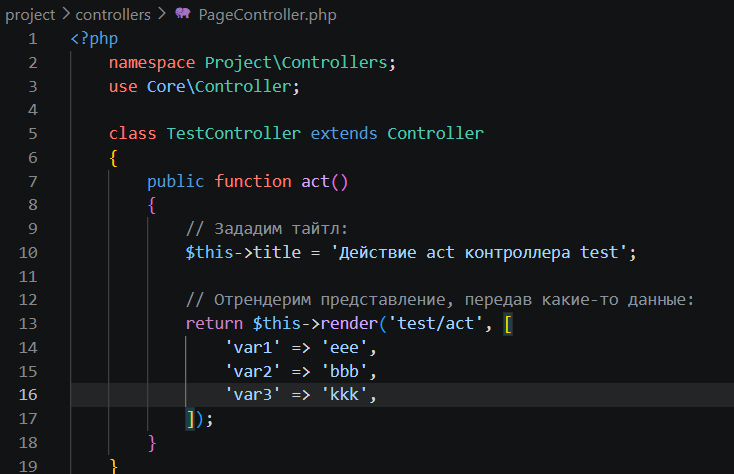 project > controllers > PageController.php
1 <?php
2 namespace Project\Controllers;
3 use Core\Controller;
4
5 class TestController extends Controller
6 {
7 public function act()
8 {
9 // Зададим тайтл:
10 $this->title = 'Действие act контроллера test';
11
12 // Отрендерим представление, передав какие-то данные:
13 return $this->render('test/act', [
14 'var1' => 'eee',
15 'var2' => 'bbb',
16 'var3' => 'kkk',
17 ]);
18 }
19 }